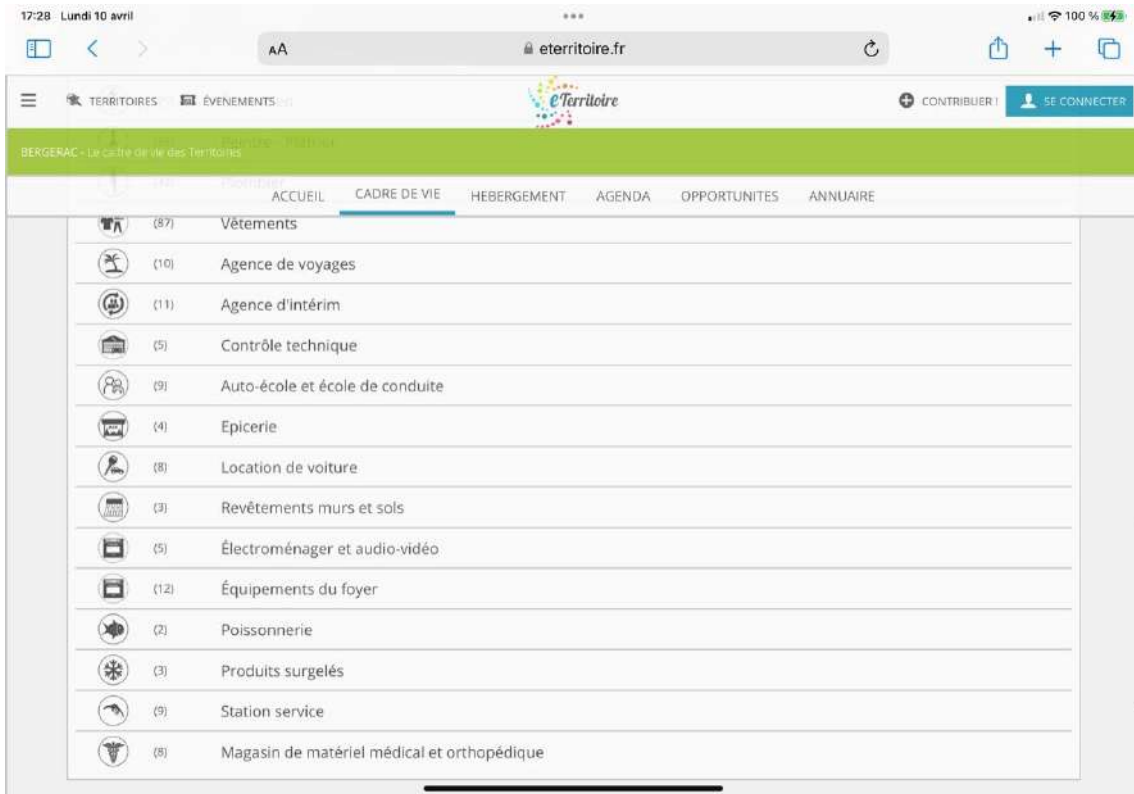 17:28 Lundi 10 avril
100 %
AA eterritoire.fr
TERRITOIRES ÉVENEMENTS eTerritoire CONTRIBUER ! SE CONNECTER
BERGERAC - Le cadre de vie des Territoires
ACCUEIL CADRE DE VIE HEBERGEMENT AGENDA OPPORTUNITES ANNUAIRE
(87) Vêtements
(10) Agence de voyages
(11) Agence d'intérim
(5) Contrôle technique
(9) Auto-école et école de conduite
(4) Epicerie
(8) Location de voiture
(3) Revêtements murs et sols
(5) Électroménager et audio-vidéo
(12) Équipements du foyer
(2) Poissonnerie
(3) Produits surgelés
(9) Station service
(8) Magasin de matériel médical et orthopédique